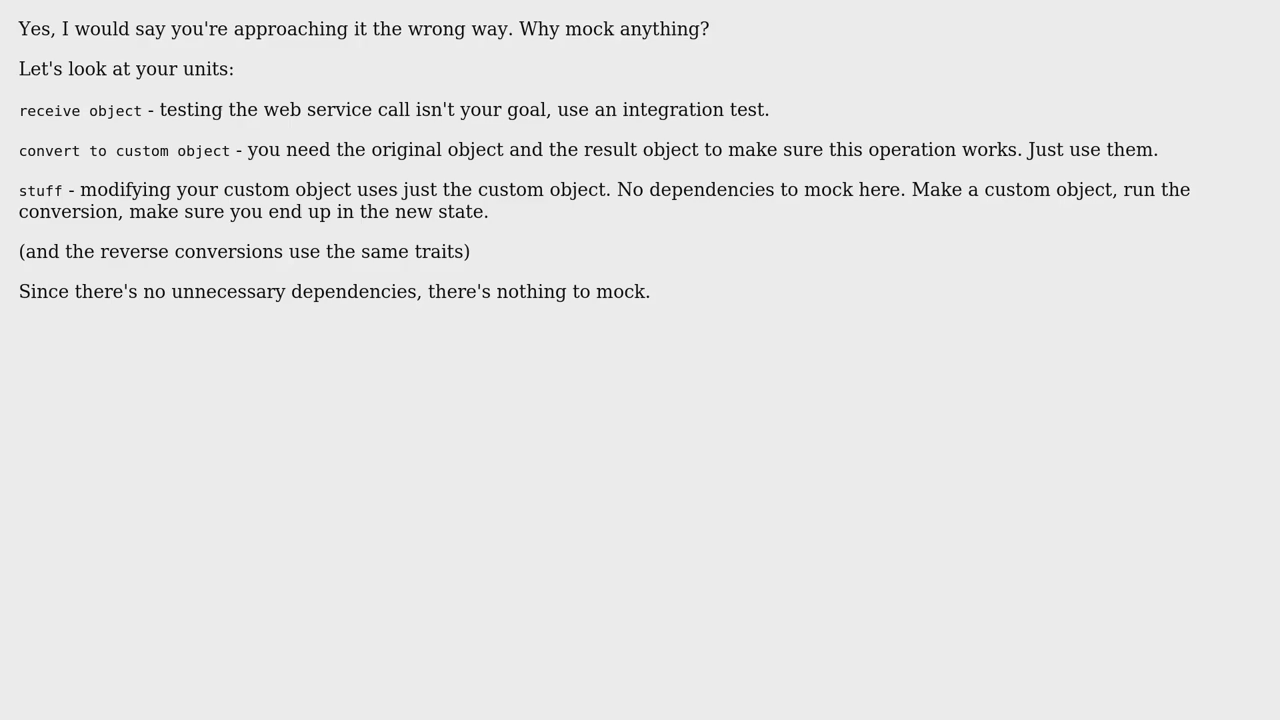 Yes, I would say you're approaching it the wrong way. Why mock anything?
Let's look at your units:
receive object - testing the web service call isn't your goal, use an integration test.
convert to custom object - you need the original object and the result object to make sure this operation works. Just use them.
stuff - modifying your custom object uses just the custom object. No dependencies to mock here. Make a custom object, run the
conversion, make sure you end up in the new state.
(and the reverse conversions use the same traits)
Since there's no unnecessary dependencies, there's nothing to mock.